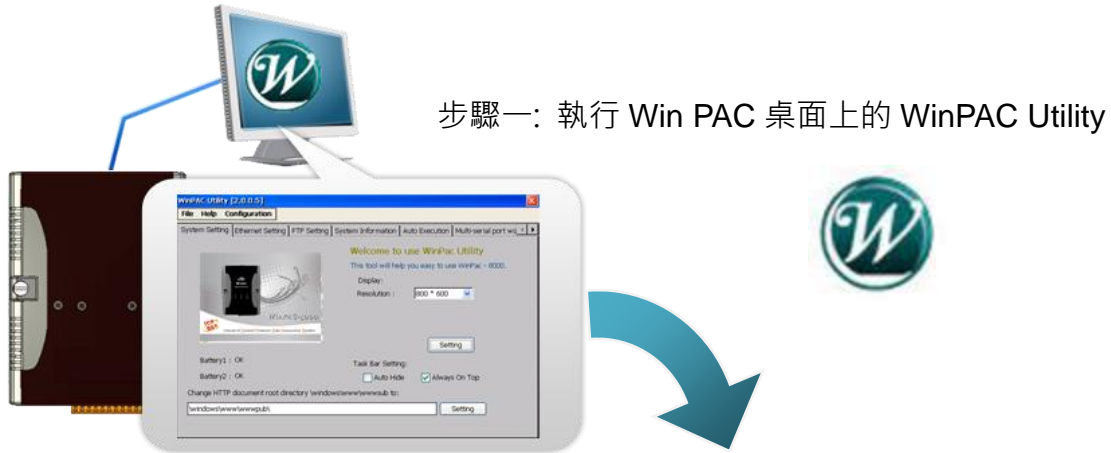 步驟一: 執行 Win PAC 桌面上的 WinPAC Utility
WinPAC Utility [2.0.0.5]
File Help Configuration
System Setting Ethernet Setting FTP Setting System Information Auto Execution Multi-serial port
Welcome to use WinPac Utility
This tool will help you easy to use WinPac - 8000.
Display:
Resolution : 800 * 600
Setting
Battery1 : OK
Task Bar Setting:
Battery2 : OK
Auto Hide Always On Top
Change HTTP document root directory \windows\www\wwwpub to:
\windows\www\wwwpub\ Setting